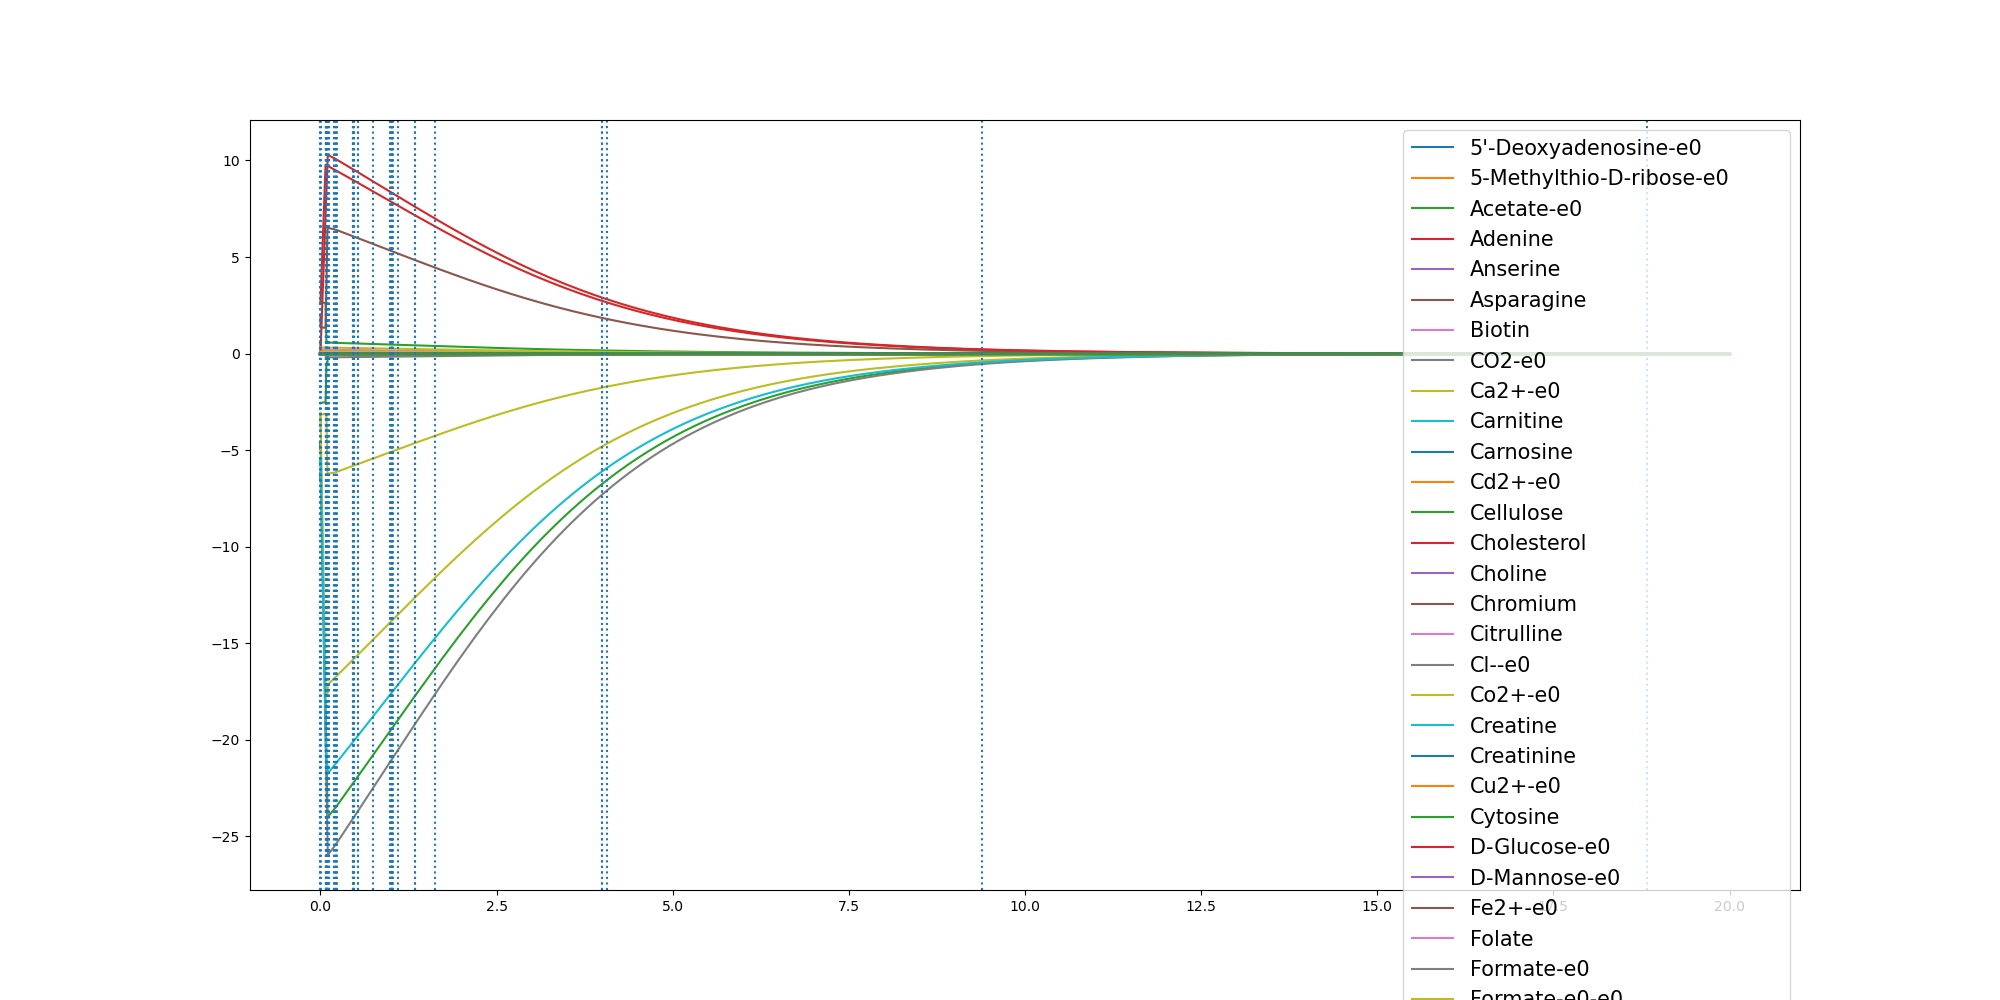 10
5
0
−5
−10
−15
−20
−25
0.0
2.5
5.0
7.5
10.0
12.5
15.0
20.0
5'-Deoxyadenosine-e0
5-Methylthio-D-ribose-e0
Acetate-e0
Adenine
Anserine
Asparagine
Biotin
CO2-e0
Ca2+-e0
Carnitine
Carnosine
Cd2+-e0
Cellulose
Cholesterol
Choline
Chromium
Citrulline
Cl--e0
Co2+-e0
Creatine
Creatinine
Cu2+-e0
Cytosine
D-Glucose-e0
D-Mannose-e0
Fe2+-e0
Folate
Formate-e0
Formate-e0-e0